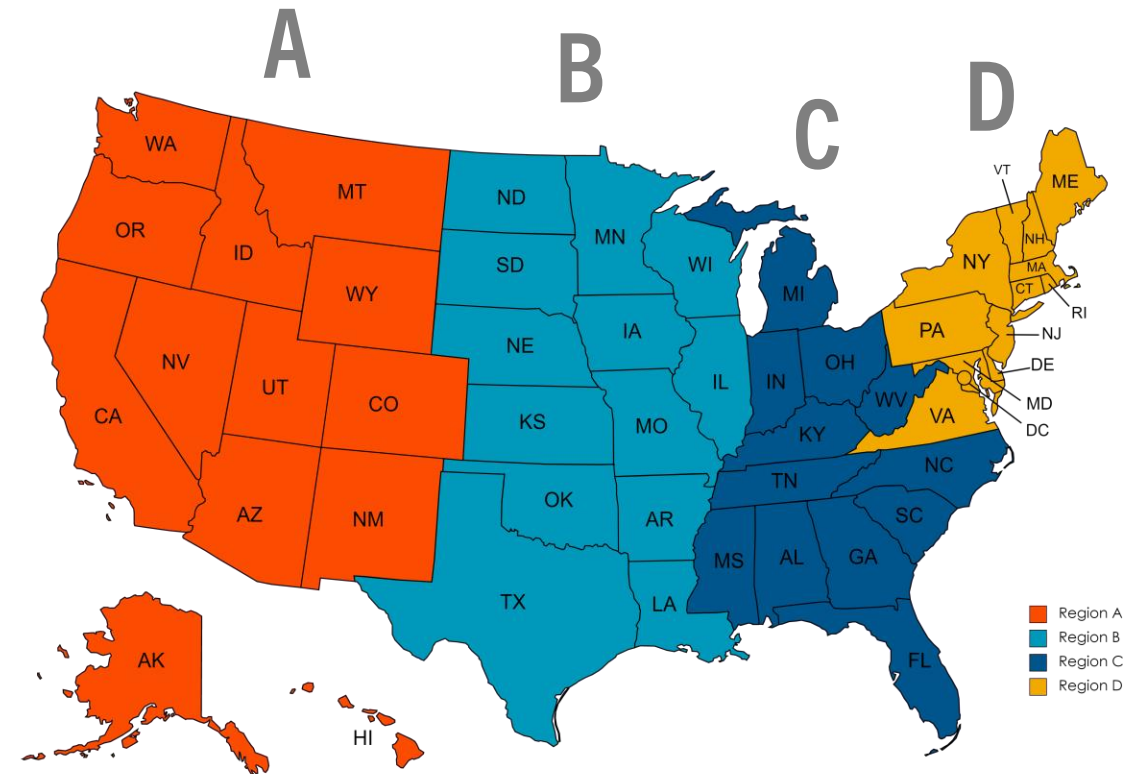 A
B
D
C
WA
MT
ND
MN
VT
ME
OR
ID
SD
WI
NY
NH
MA
WY
MI
CT
RI
NV
NE
IA
PA
NJ
UT
CO
IL
IN
OH
DE
CA
KS
MO
WV
VA
MD
KY
DC
AZ
NM
OK
AR
TN
NC
SC
TX
LA
MS
AL
GA
AK
HI
FL
Region A
Region B
Region C
Region D